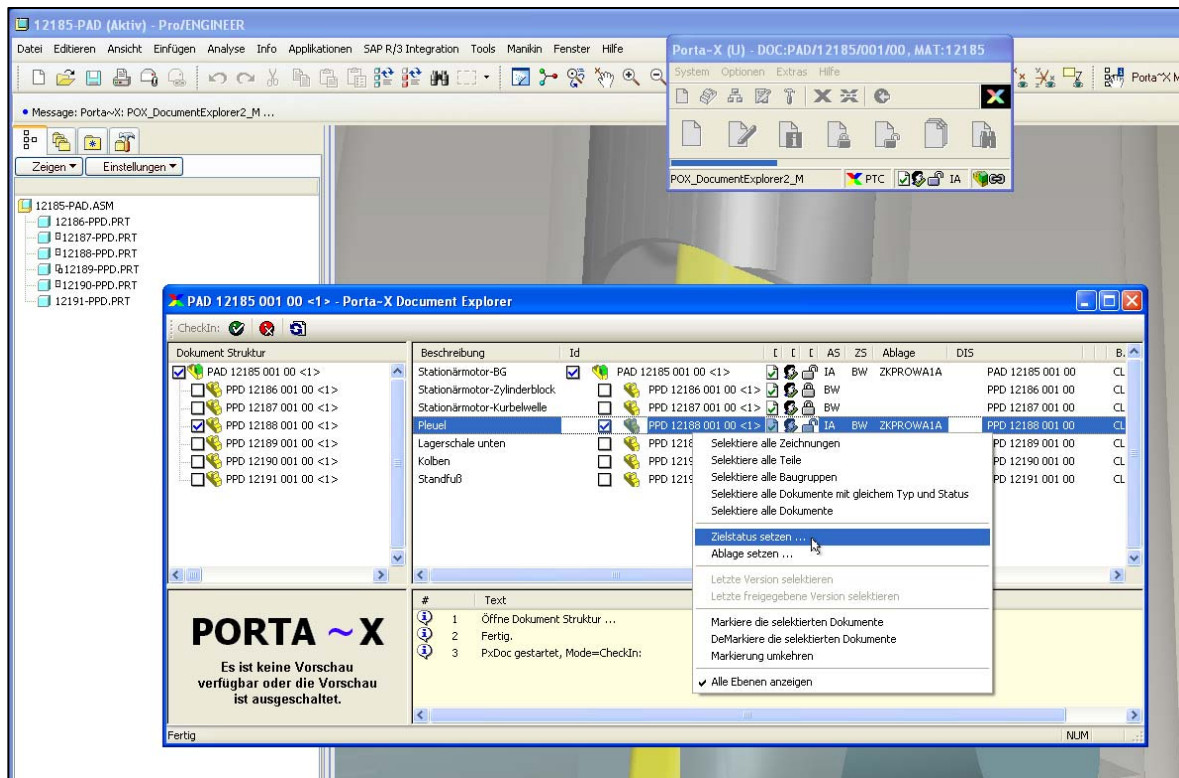 12185-PAD (Aktiv) - Pro/ENGINEER
Datei Editieren Ansicht Einfügen Analyse Info Applikationen SAP R/3 Integration Tools Manikin Fenster Hilfe
Porta-X (U) - DOC:PAD/12185/001/00, MAT:12185
System Optionen Extras Hilfe
Porta~X M
• Message: Porta~X: POX_DocumentExplorer2_M ...
POX_DocumentExplorer2_M PTC IA
Zeigen Einstellungen
12185-PAD.ASM
12186-PPD.PRT
12187-PPD.PRT
12188-PPD.PRT
12189-PPD.PRT
12190-PPD.PRT
12191-PPD.PRT
PAD 12185 001 00 <1> - Porta~X Document Explorer
CheckIn:
Dokument Struktur
PAD 12185 001 00 <1>
PPD 12186 001 00 <1>
PPD 12187 001 00 <1>
PPD 12188 001 00 <1>
PPD 12189 001 00 <1>
PPD 12190 001 00 <1>
PPD 12191 001 00 <1>
Beschreibung Id AS ZS Ablage DIS
Stationärmotor-BG PAD 12185 001 00 <1> IA BW ZKPROWA1A PAD 12185 001 00 CL
Stationärmotor-Zylinderblock PPD 12186 001 00 <1> BW PPD 12186 001 00 CL
Stationärmotor-Kurbelwelle PPD 12187 001 00 <1> BW PPD 12187 001 00 CL
Pleuel PPD 12188 001 00 <1> IA BW ZKPROWA1A PPD 12188 001 00 CL
Lagerschale unten PPD 1218 PD 12189 001 00 CL
Kolben PPD 1219 PD 12190 001 00 CL
Standfuß PPD 1219 PD 12191 001 00 CL
Selektiere alle Zeichnungen
Selektiere alle Teile
Selektiere alle Baugruppen
Selektiere alle Dokumente mit gleichem Typ und Status
Selektiere alle Dokumente
Zielstatus setzen ...
Ablage setzen ...
Letzte Version selektieren
Letzte freigegebene Version selektieren
Markiere die selektierten Dokumente
DeMarkiere die selektierten Dokumente
Markierung umkehren
Alle Ebenen anzeigen
PORTA ~ X
Es ist keine Vorschau
verfügbar oder die Vorschau
ist ausgeschaltet.
# Text
1 Öffne Dokument Struktur ...
2 Fertig.
3 PxDoc gestartet, Mode=CheckIn:
Fertig NUM